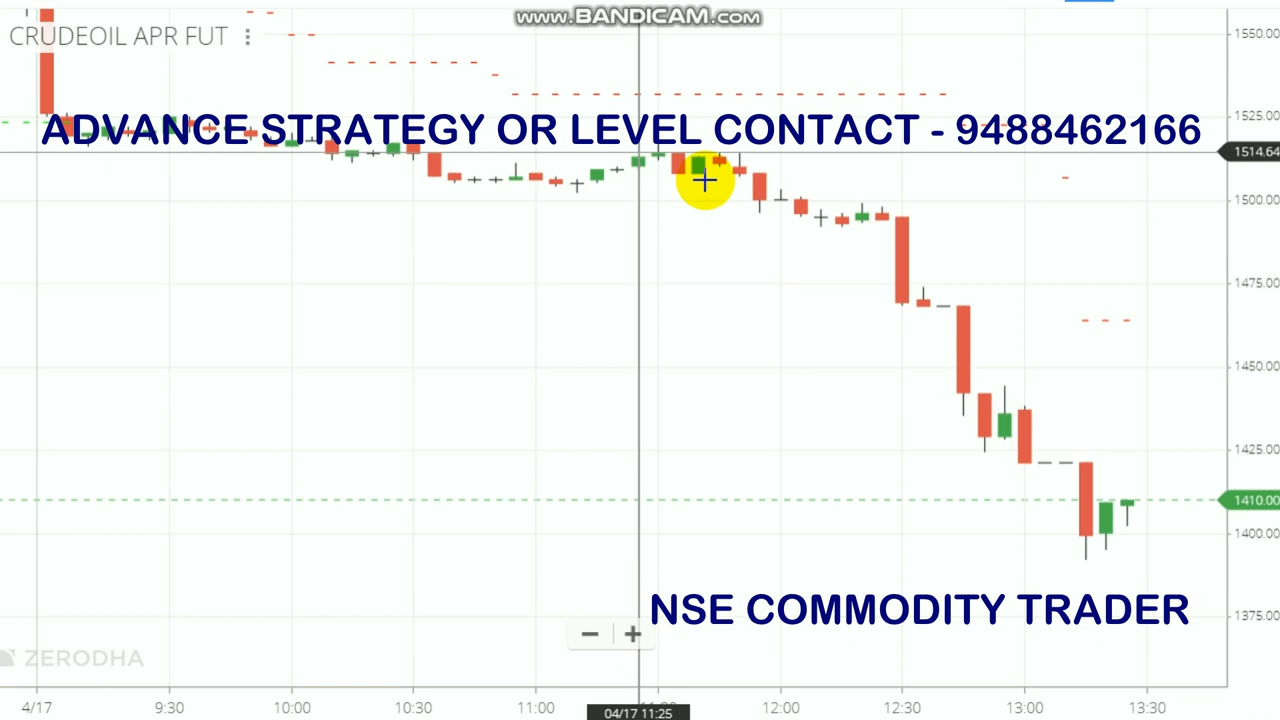 www.BANDICAM.com
CRUDEOIL APR FUT
1550.00
ADVANCE STRATEGY OR LEVEL CONTACT - 9488462166
1525.00
1514.64
1500.00
1475.00
1450.00
1425.00
1410.00
1400.00
NSE COMMODITY TRADER
1375.00
ZERODHA
4/17 9:30 10:00 10:30 11:00 12:00 12:30 13:00 13:30
04/17 11:25